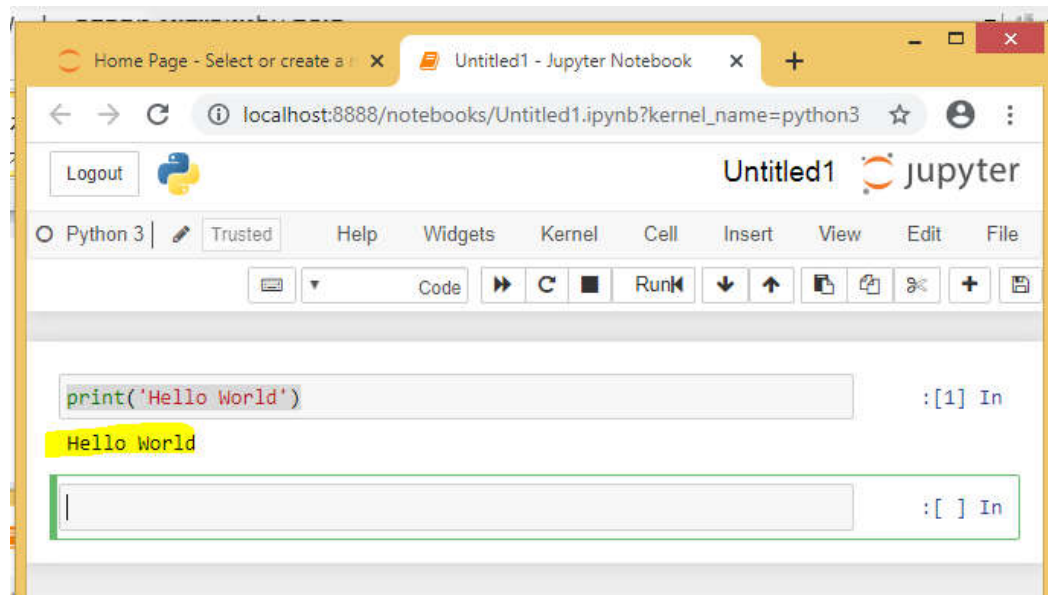 Home Page - Select or create a
Untitled1 - Jupyter Notebook
localhost:8888/notebooks/Untitled1.ipynb?kernel_name=python3
Logout Untitled1 jupyter
Python 3 Trusted Help Widgets Kernel Cell Insert View Edit File
Code Run
print('Hello World') :[1] In
Hello World
:[ ] In